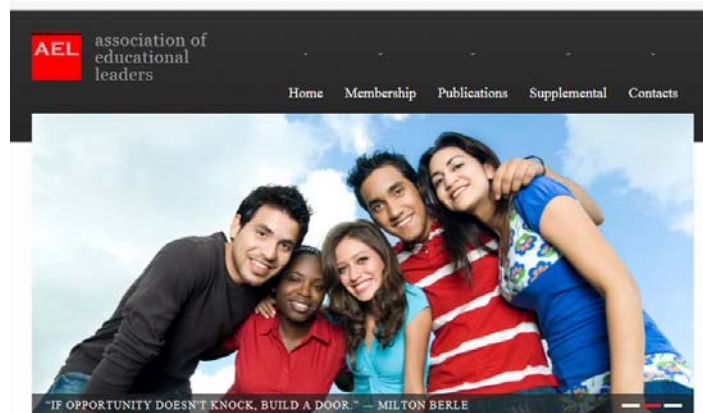 AEL
association of
educational
leaders
Home Membership Publications Supplemental Contacts
"IF OPPORTUNITY DOESN'T KNOCK, BUILD A DOOR." — MILTON BERLE